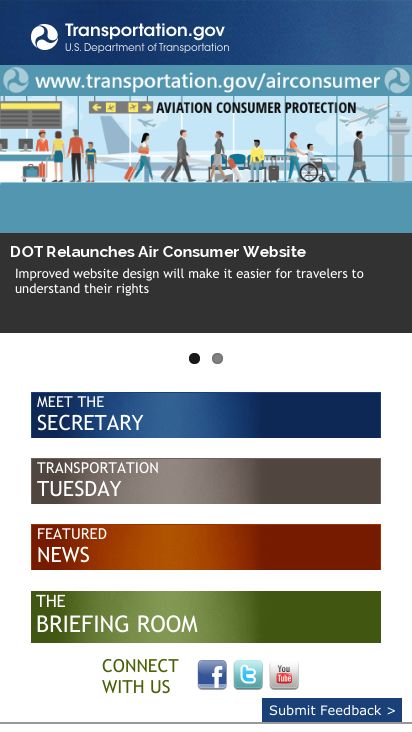 Transportation.gov
U.S. Department of Transportation
www.transportation.gov/airconsumer
AVIATION CONSUMER PROTECTION
DOT Relaunches Air Consumer Website
Improved website design will make it easier for travelers to
understand their rights
MEET THE
SECRETARY
TRANSPORTATION
TUESDAY
FEATURED
NEWS
THE
BRIEFING ROOM
CONNECT
WITH US
You
Tube
Submit Feedback >